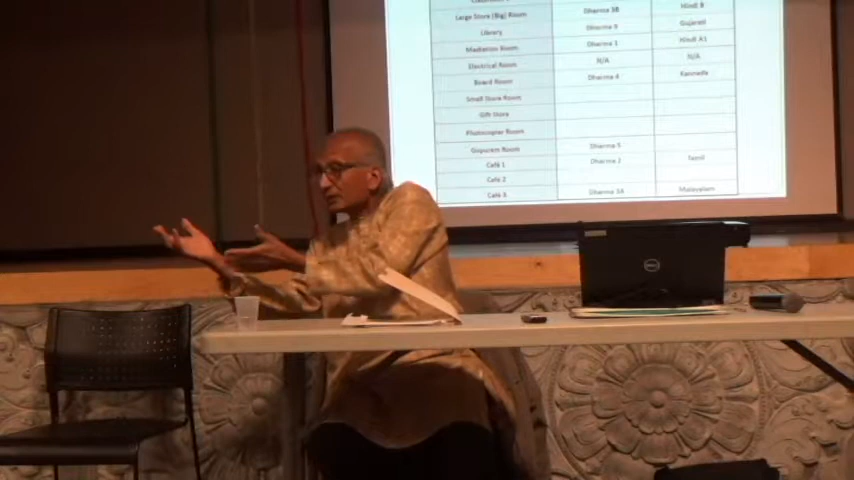 Large Store (Big) Room Dharma 3B Hindi B
Library Dharma 9 Gujarati
Meditation Room Dharma 1 Hindi A1
Electrical Room N/A N/A
Board Room Dharma 4 Kannada
Small Store Room
Gift Store
Photocopier Room
Gopuram Room Dharma 5
Café 1 Dharma 2 Tamil
Café 2
Café 3 Dharma 1A Malayalam
DELL